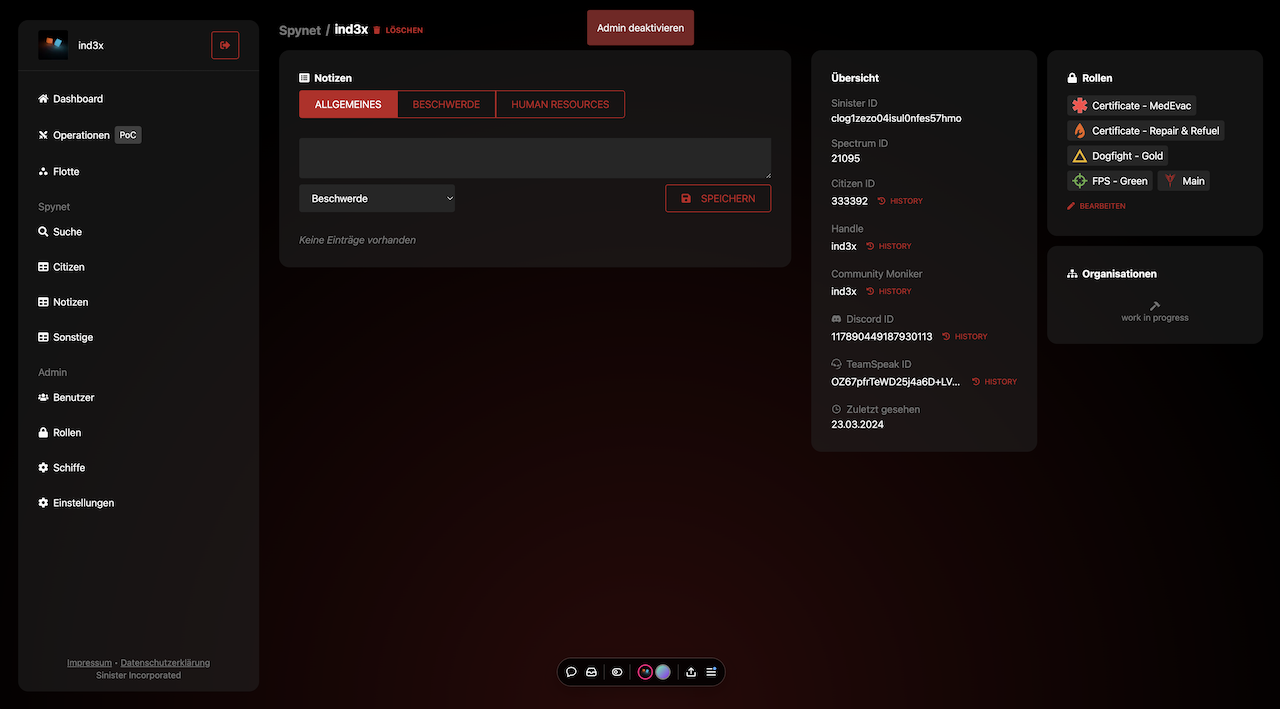 ind3x
Dashboard
Operationen PoC
Flotte
Spynet
Suche
Citizen
Notizen
Sonstige
Admin
Benutzer
Rollen
Schiffe
Einstellungen
Impressum · Datenschutzerklärung
Sinister Incorporated
Spynet / ind3x LÖSCHEN
Admin deaktivieren
Notizen
ALLGEMEINES BESCHWERDE HUMAN RESOURCES
Beschwerde
SPEICHERN
Keine Einträge vorhanden
Übersicht
Sinister ID
clog1zezo04isul0nfes57hmo
Spectrum ID
21095
Citizen ID
333392 HISTORY
Handle
ind3x HISTORY
Community Moniker
ind3x HISTORY
Discord ID
117890449187930113 HISTORY
TeamSpeak ID
OZ67pfrTeWD25j4a6D+LV... HISTORY
Zuletzt gesehen
23.03.2024
Rollen
Certificate - MedEvac
Certificate - Repair & Refuel
Dogfight - Gold
FPS - Green Main
BEARBEITEN
Organisationen
work in progress